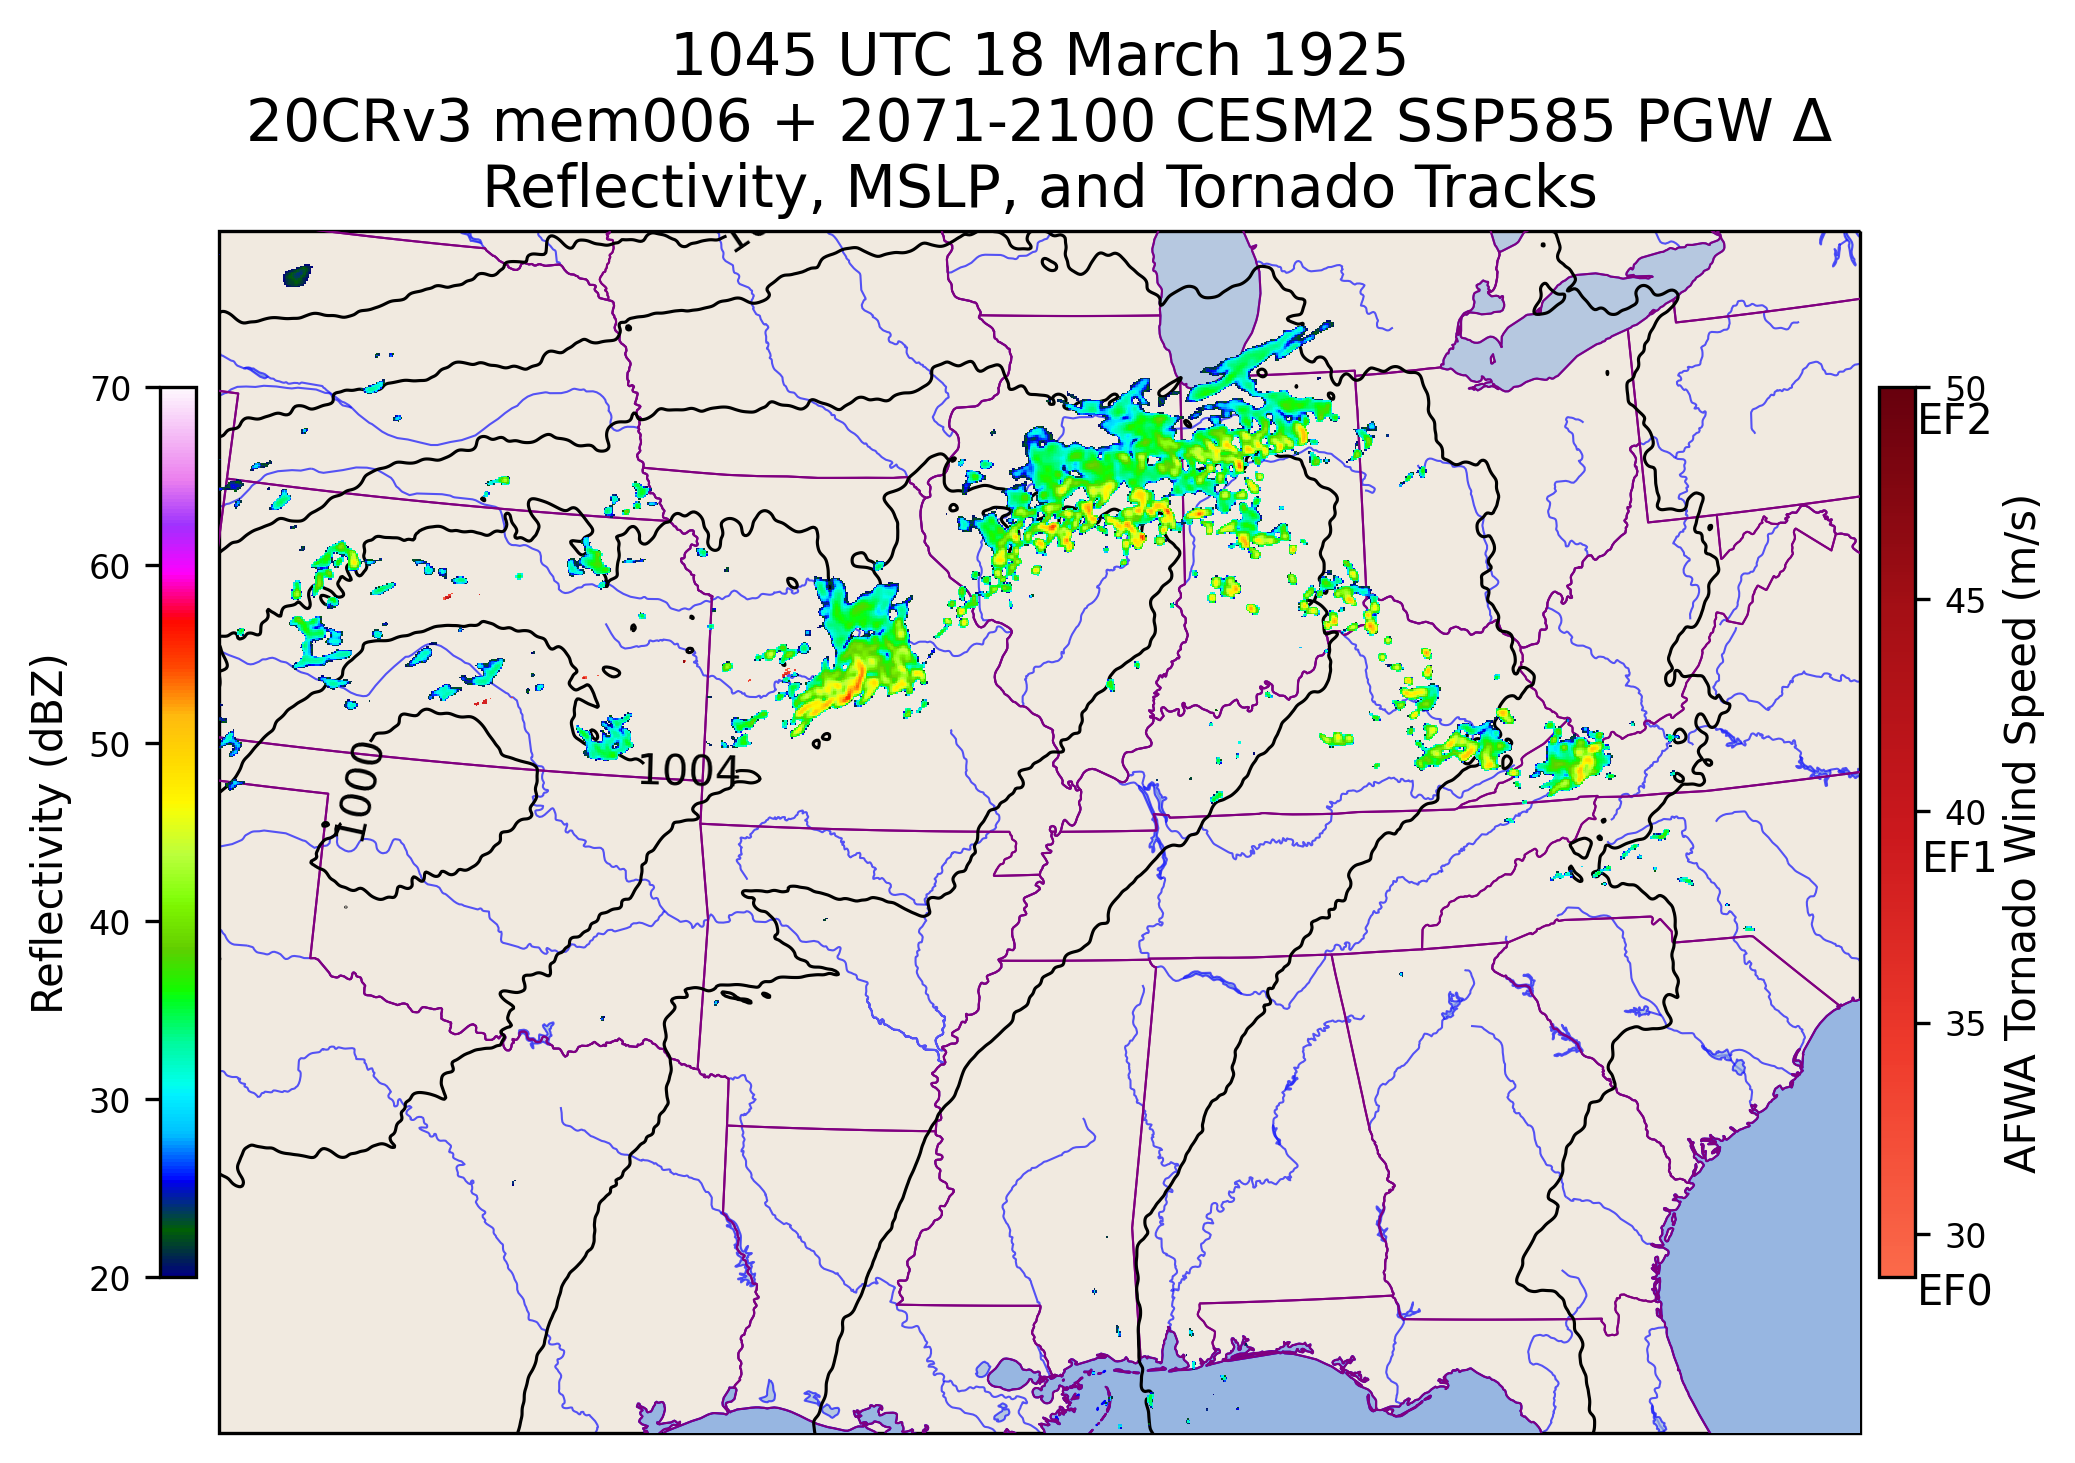 1045 UTC 18 March 1925
20CRv3 mem006 + 2071-2100 CESM2 SSP585 PGW Δ
Reflectivity, MSLP, and Tornado Tracks
Reflectivity (dBZ)
70
60
50
40
30
20
1000
1004
50
EF2
45
40
EF1
35
30
EF0
AFWA Tornado Wind Speed (m/s)